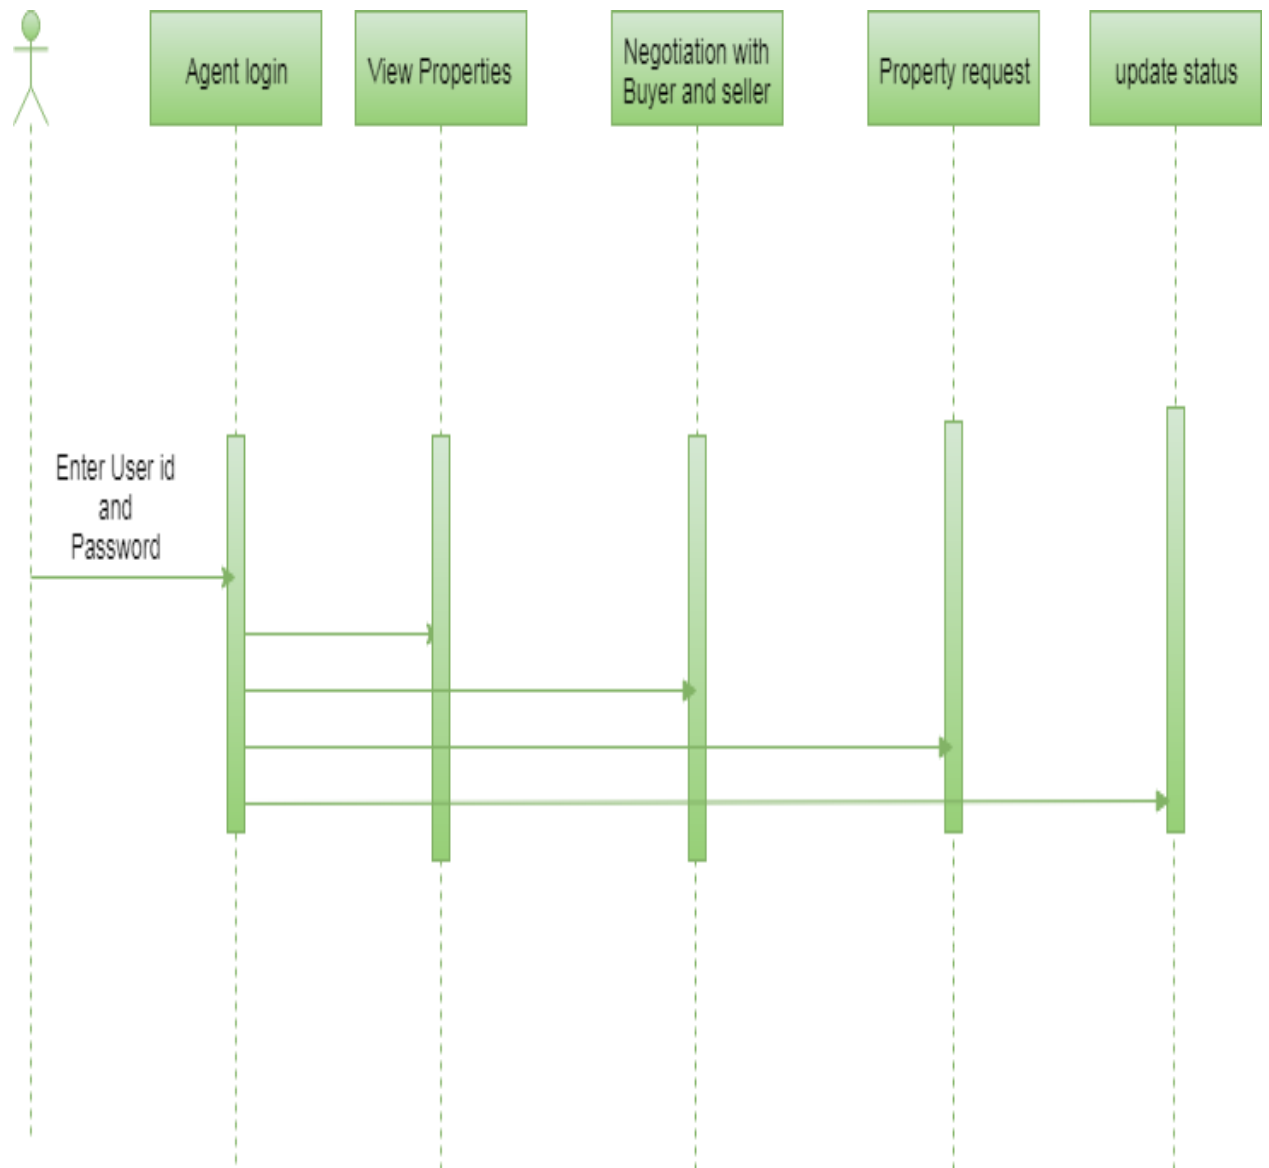 Agent login
View Properties
Negotiation with
Buyer and seller
Property request
update status
Enter User id
and
Password